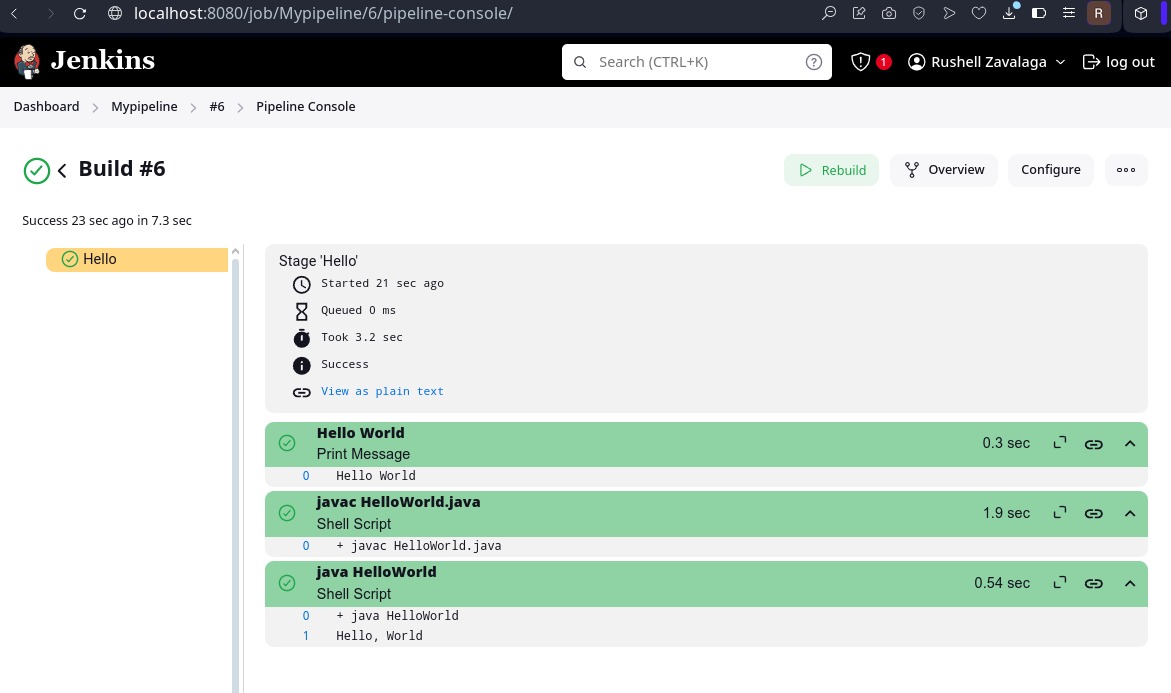 localhost:8080/job/Mypipeline/6/pipeline-console/
R
Jenkins
Search (CTRL+K)
?
1
Rushell Zavalaga
log out
Dashboard > Mypipeline > #6 > Pipeline Console
Build #6
Rebuild
Overview
Configure
Success 23 sec ago in 7.3 sec
Hello
Stage 'Hello'
Started 21 sec ago
Queued 0 ms
Took 3.2 sec
Success
View as plain text
Hello World
Print Message
0.3 sec
0 Hello World
javac HelloWorld.java
Shell Script
1.9 sec
0 + javac HelloWorld.java
java HelloWorld
Shell Script
0.54 sec
0 + java HelloWorld
1 Hello, World